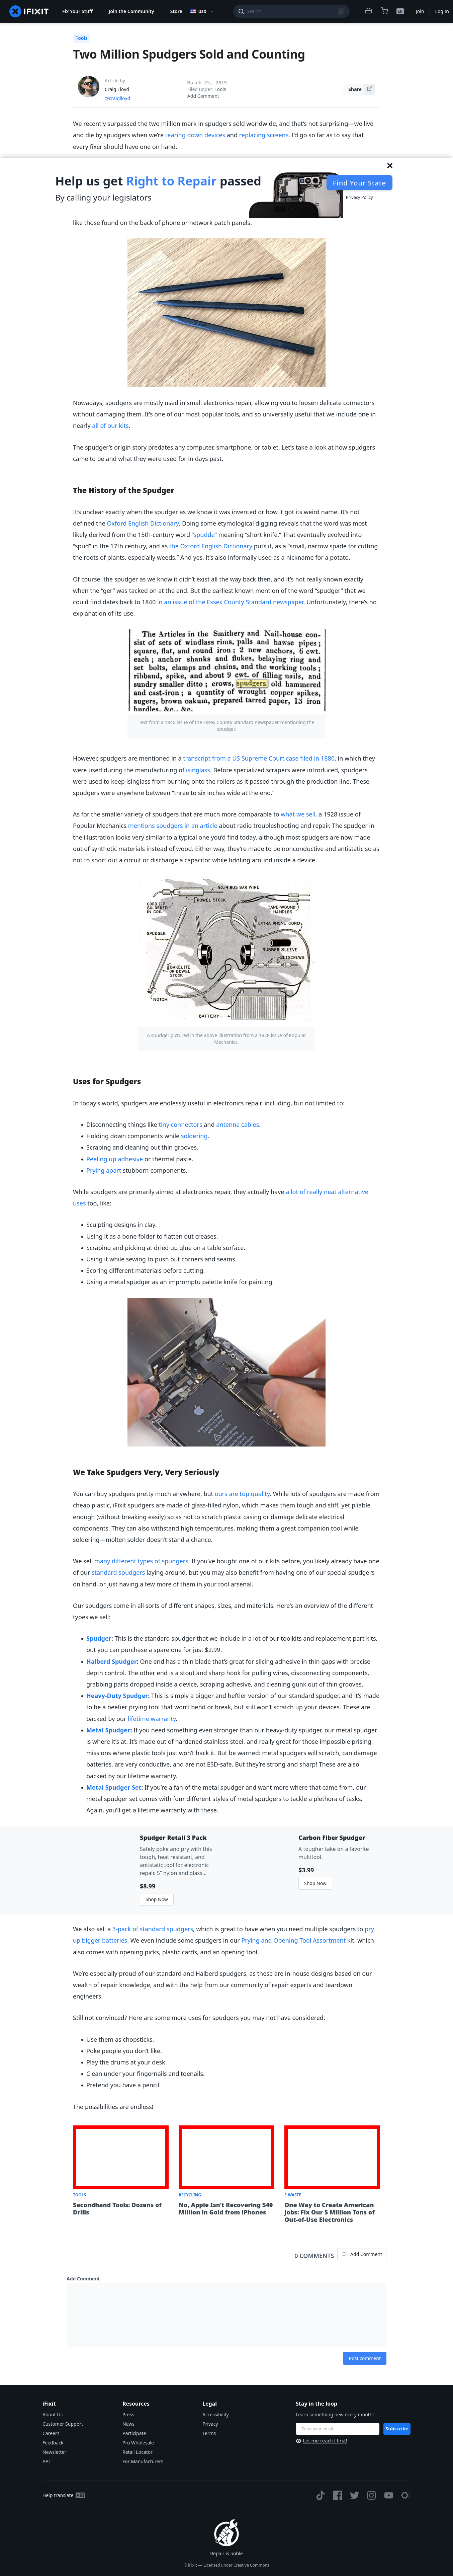 IFIXIT
Fix Your Stuff
Join the Community
Store
USD
Search
/
Join
Log In
Tools
Two Million Spudgers Sold and Counting
Article by:
Craig Lloyd
@craiglloyd
March 25, 2019
Filed under Tools
Add Comment
Share
We recently surpassed the two million mark in spudgers sold worldwide, and that's not surprising—we sell
and die by spudgers when we're tearing down devices and replacing screens. I'd go so far as to say that
every fixer should have one on hand.
Help us get Right to Repair passed
By calling your legislators
Find Your State
Privacy Policy
like those found on the back of phone or network patch panels.
Nowadays, spudgers are mostly used in small electronics repair, allowing you to loosen delicate connectors
without damaging them. It's one of our most popular tools, and so universally useful that we include one in
nearly all of our kits.
The spudger's origin story predates any computer, smartphone, or tablet. Let's take a look at how spudgers
came to be and what they were used for in days past.
The History of the Spudger
It's unclear exactly when the spudger as we know it was invented or how it got its weird name. It's not
defined the Oxford English Dictionary. Doing some etymological digging reveals that the word was most
likely derived from the 15th-century word "spudde" meaning "short knife." That eventually evolved into
"spud" in the 17th century, and as the Oxford English Dictionary puts it, as a "small, narrow spade for cutting
the roots of plants, especially weeds." And yes, it's also informally used as a nickname for a potato.
Of course, the spudger as we know it didn't exist all the way back then, and it's not really known exactly
when the "ger" was tacked on at the end. But the earliest known mention of the word "spudger" that we
could find dates back to 1840 in an issue of the Essex County Standard newspaper. Unfortunately, there's no
explanation of its use.
The Articles in the Smithery and Nail-house con-
sist of vice, anvil, two pair of bellows, 4 sets of
forging and clenching hammers, ranges and con-
necting rods and wheels, tools for clipping, &c.;
new set of standard dies, cutting spudgers, knives,
augers, brown oakum, prepared tarred paper, 13 iron
hurdles, &c &c
Text from a 1840 issue of the Essex County Standard newspaper mentioning the
spudger.
However, spudgers are mentioned in a transcript from a US Supreme Court case filed in 1880, in which they
were used during the manufacturing of isinglass. Before specialized scrapers were introduced, spudgers
were used to keep isinglass from burning onto the rollers as it passed through the production line. These
spudgers were anywhere between "three to six inches wide at the end."
As for the smaller variety of spudgers that are much more comparable to what we sell, a 1928 issue of
Popular Mechanics mentions spudgers in an article about radio troubleshooting and repair. The spudger in
the illustration looks very similar to a typical one you'd find today, although most spudgers are now made
out of synthetic materials instead of wood. Either way, they're made to be nonconductive and antistatic so as
not to short out a circuit or discharge a capacitor while fiddling around inside a device.
NO.14 BAR WIRE
COIL WOUND
IN SLOTS
DOWEL STOCK
TAPE-WOUND
HANDLE
CORD
SPUDGER
RUBBER SLEEVE
TESTER
BATTERY
DOWEL STOCK
A spudger pictured in the above illustration from a 1928 issue of Popular
Mechanics.
Uses for Spudgers
In today's world, spudgers are endlessly useful in electronics repair, including, but not limited to:
• Disconnecting things like tiny connectors and antenna cables.
• Holding down components while soldering.
• Scraping and cleaning out thin grooves.
• Peeling up adhesive or thermal paste.
• Prying apart stubborn components.
While spudgers are primarily aimed at electronics repair, they actually have a lot of really neat alternative
uses too, like:
• Sculpting designs in clay.
• Using it as a bone folder to flatten out creases.
• Scraping and picking at dried up glue on a table surface.
• Using it while sewing to push out corners and seams.
• Scoring different materials before cutting.
• Using a metal spudger as an impromptu palette knife for painting.
We Take Spudgers Very, Very Seriously
You can buy spudgers pretty much anywhere, but ours are top quality. While lots of spudgers are made from
cheap plastic, iFixit spudgers are made of glass-filled nylon, which makes them tough and stiff, yet pliable
enough (without breaking easily) so as not to scratch plastic casing or damage delicate electrical
components. They can also withstand high temperatures, making them a great companion tool while
soldering—molten solder doesn't stand a chance.
We sell many different types of spudgers. If you've bought one of our kits before, you likely already have one
of our standard spudgers laying around, but you may also benefit from having one of our special spudgers
on hand, or just having a few more of them in your tool arsenal.
Our spudgers come in all sorts of different shapes, sizes, and materials. Here's an overview of the different
types we sell:
• Spudger: This is the standard spudger that we include in a lot of our toolkits and replacement part kits,
but you can purchase a spare one for just $2.99.
• Halberd Spudger: One end has a thin blade that's great for slicing adhesive in thin gaps with precise
depth control. The other end is a stout and sharp hook for pulling wires, disconnecting components,
grabbing parts dropped inside a device, scraping adhesive, and cleaning gunk out of thin grooves.
• Heavy-Duty Spudger: This is simply a bigger and heftier version of our standard spudger, and it's made
to be a beefier prying tool that won't bend or break, but still won't scratch up your devices. These are
backed by our lifetime warranty.
• Metal Spudger: If you need something even stronger than our heavy-duty spudger, our metal spudger
is where it's at. It's made out of hardened stainless steel, and really great for those almost-impossible prying
missions where plastic tools just won't hack it. But be warned: metal spudgers will scratch, can damage
batteries, are very conductive, and are not ESD-safe. But they're strong and sharp! These are also
backed by our lifetime warranty.
• Metal Spudger Set: If you're a fan of the metal spudger and want more where that came from, our
metal spudger set comes with four different styles of metal spudgers to tackle a plethora of tasks.
Again, you'll get a lifetime warranty with these.
Spudger Retail 3 Pack
Safely poke and pry with this
tough, heat resistant, and
antistatic tool for electronic
repair. 5" nylon and glass...
$8.99
Shop Now
Carbon Fiber Spudger
A tougher take on a favorite
multitool.
$3.99
Shop Now
We also sell a 3-pack of standard spudgers, which is great to have when you need multiple spudgers to pry
up bigger batteries. We even include some spudgers in our Prying and Opening Tool Assortment kit, which
also comes with opening picks, plastic cards, and an opening tool.
We're especially proud of our standard and Halberd spudgers, as these are in-house designs based on our
wealth of repair knowledge, and with the help from our community of repair experts and teardown
engineers.
Still not convinced? Here are some more uses for spudgers you may not have considered:
• Use them as chopsticks.
• Poke people you don't like.
• Play the drums at your desk.
• Clean under your fingernails and toenails.
• Pretend you have a pencil.
The possibilities are endless!
TOOLS
Secondhand Tools: Dozens of
Drills
RECYCLING
No, Apple Isn't Recovering $40
Million in Gold from iPhones
E-WASTE
One Way to Create American
Jobs: Fix Our 5 Million Tons of
Out-of-Use Electronics
0 COMMENTS
Add Comment
Add Comment
Post comment
iFixit
About Us
Customer Support
Careers
Feedback
Newsletter
API
Resources
Press
News
Participate
Pro Wholesale
Retail Locator
For Manufacturers
Legal
Accessibility
Privacy
Terms
Stay in the loop
Learn something new every month!
Enter your email
Subscribe
Let me read it first!
Help translate
Repair is noble
© iFixit — Licensed under Creative Commons